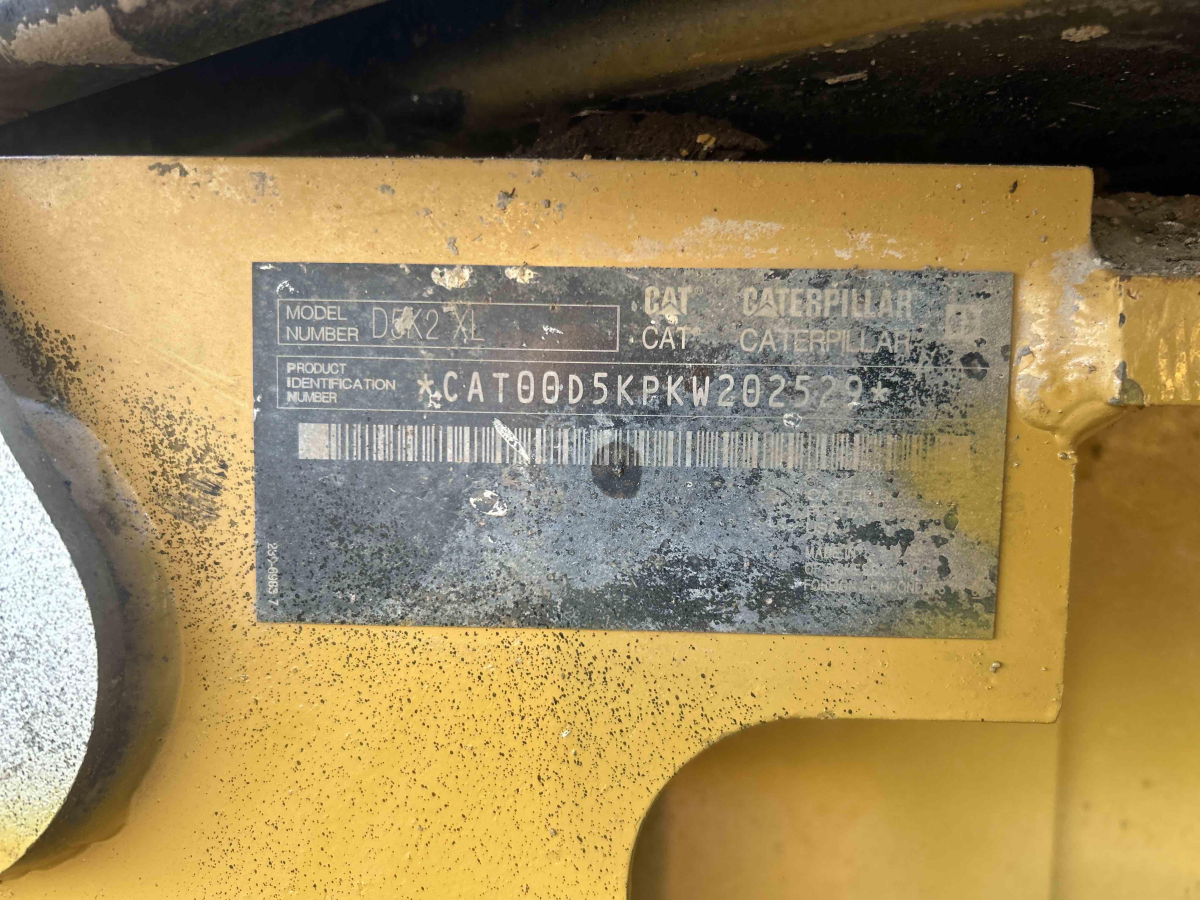 MODEL
NUMBER D5K2 XL
CAT CATERPILLAR
CAT CATERPILLAR
PRODUCT
IDENTIFICATION
NUMBER
*CAT00D5KPKW202529*
MADE IN